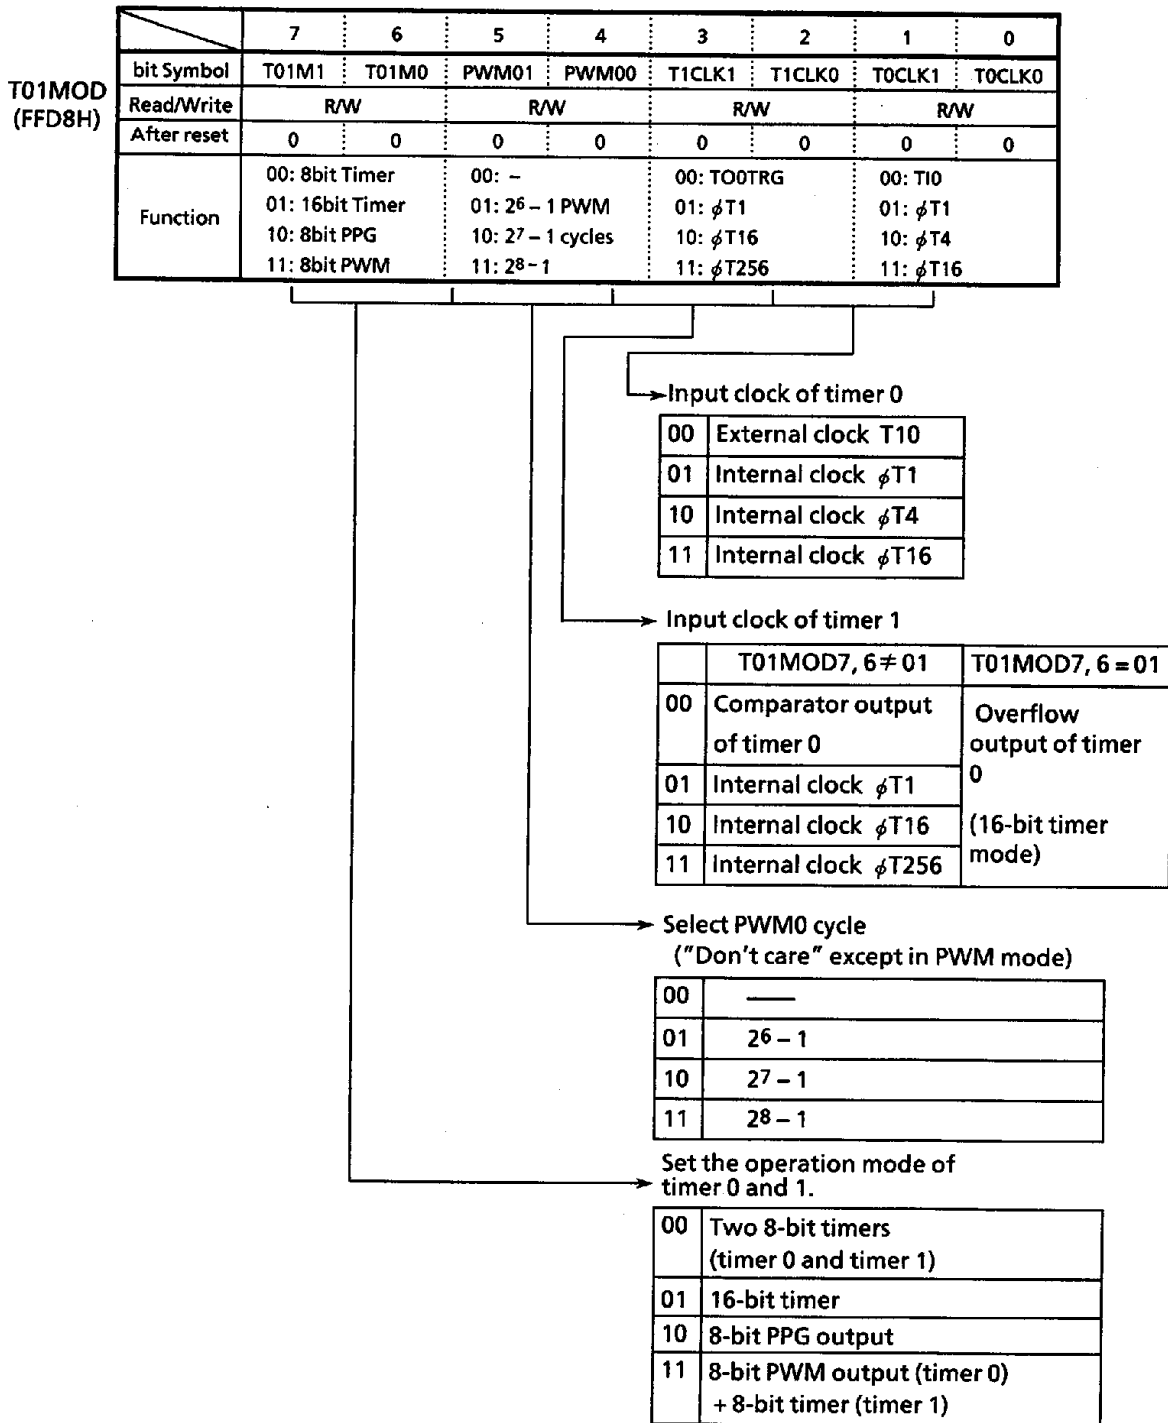 7 6 5 4 3 2 1 0
T01MOD (FFD8H)
bit Symbol T01M1 T01M0 PWM01 PWM00 T1CLK1 T1CLK0 T0CLK1 T0CLK0
Read/Write R/W R/W R/W R/W
After reset 0 0 0 0 0 0 0 0
Function
00: 8bit Timer 00: – 00: TO0TRG 00: TI0
01: 16bit Timer 01: 2⁶ – 1 PWM 01: ϕT1 01: ϕT1
10: 8bit PPG 10: 2⁷ – 1 cycles 10: ϕT16 10: ϕT4
11: 8bit PWM 11: 2⁸ – 1 11: ϕT256 11: ϕT16
Input clock of timer 0
00 External clock T10
01 Internal clock ϕT1
10 Internal clock ϕT4
11 Internal clock ϕT16
Input clock of timer 1
T01MOD7, 6 ≠ 01 T01MOD7, 6 = 01
00 Comparator output
of timer 0
01 Internal clock ϕT1
10 Internal clock ϕT16
11 Internal clock ϕT256
Overflow
output of timer
0
(16-bit timer
mode)
Select PWM0 cycle
("Don't care" except in PWM mode)
00 —
01 2⁶ – 1
10 2⁷ – 1
11 2⁸ – 1
Set the operation mode of
timer 0 and 1.
00 Two 8-bit timers
(timer 0 and timer 1)
01 16-bit timer
10 8-bit PPG output
11 8-bit PWM output (timer 0)
+ 8-bit timer (timer 1)